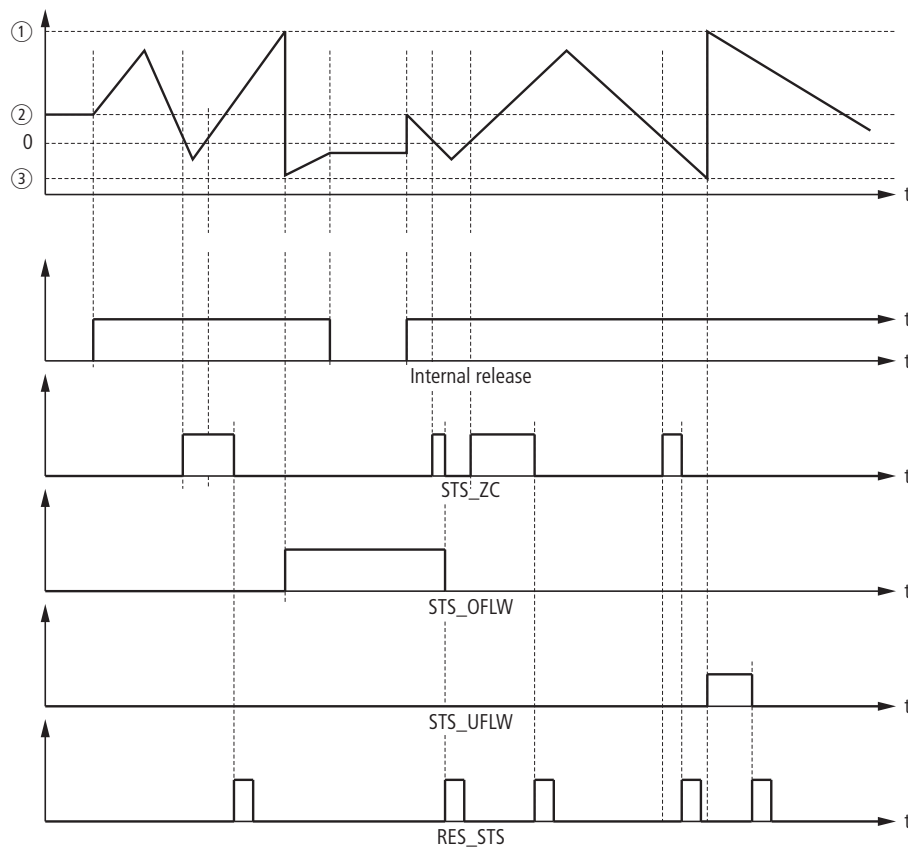 ①
②
0
③
t
t
t
Internal release
t
STS_ZC
t
STS_OFLW
t
STS_UFLW
t
RES_STS